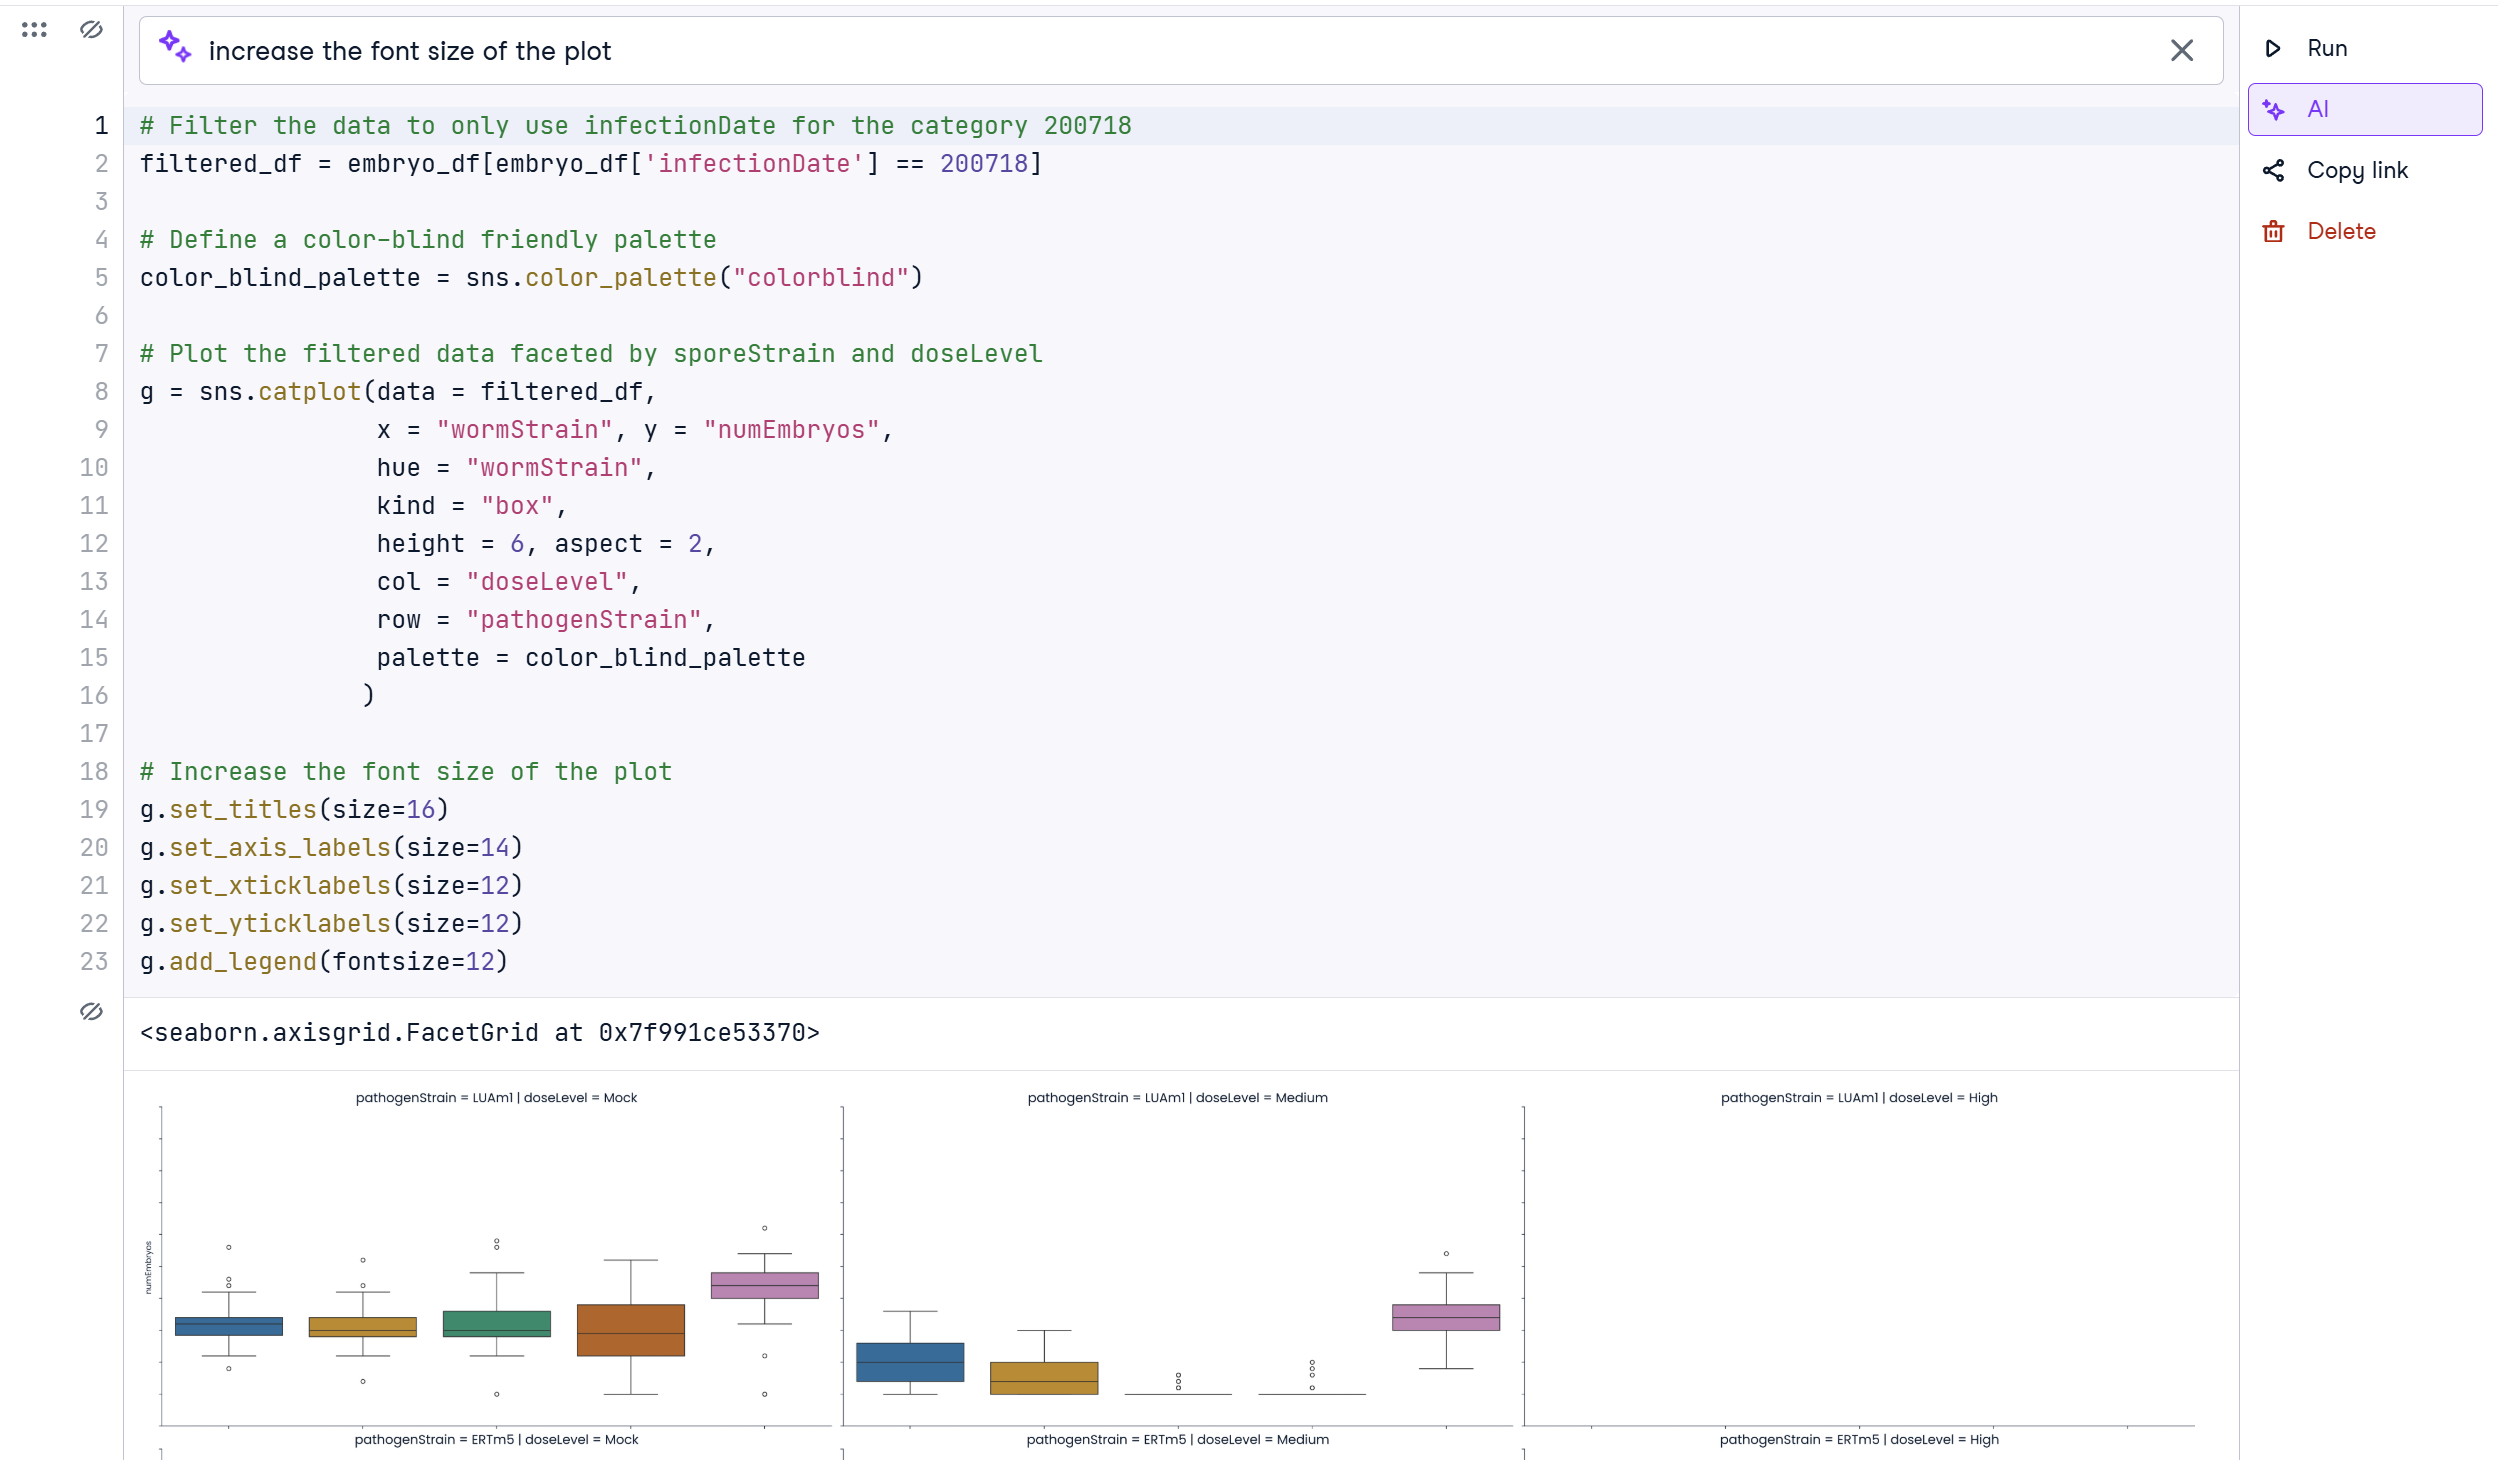 increase the font size of the plot
Run
AI
Copy link
Delete
1 # Filter the data to only use infectionDate for the category 200718
2 filtered_df = embryo_df[embryo_df['infectionDate'] == 200718]
3
4 # Define a color-blind friendly palette
5 color_blind_palette = sns.color_palette("colorblind")
6
7 # Plot the filtered data faceted by sporeStrain and doseLevel
8 g = sns.catplot(data = filtered_df,
9                 x = "wormStrain", y = "numEmbryos",
10                 hue = "wormStrain",
11                 kind = "box",
12                 height = 6, aspect = 2,
13                 col = "doseLevel",
14                 row = "pathogenStrain",
15                 palette = color_blind_palette
16                )
17
18 # Increase the font size of the plot
19 g.set_titles(size=16)
20 g.set_axis_labels(size=14)
21 g.set_xticklabels(size=12)
22 g.set_yticklabels(size=12)
23 g.add_legend(fontsize=12)
<seaborn.axisgrid.FacetGrid at 0x7f991ce53370>
pathogenStrain = LUAm1 | doseLevel = Mock
pathogenStrain = LUAm1 | doseLevel = Medium
pathogenStrain = LUAm1 | doseLevel = High
numEmbryos
pathogenStrain = ERTm5 | doseLevel = Mock
pathogenStrain = ERTm5 | doseLevel = Medium
pathogenStrain = ERTm5 | doseLevel = High